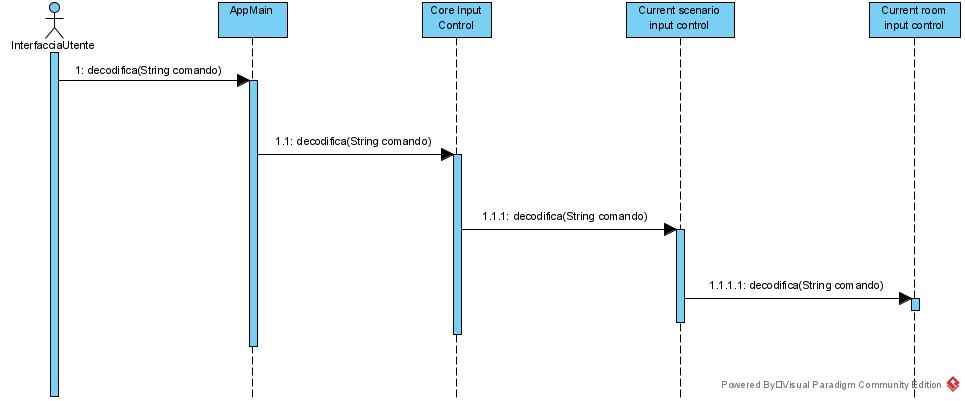 InterfacciaUtente
AppMain
Core Input
Control
Current scenario
input control
Current room
input control
1: decodifica(String comando)
1.1: decodifica(String comando)
1.1.1: decodifica(String comando)
1.1.1.1: decodifica(String comando)
Powered By□Visual Paradigm Community Edition